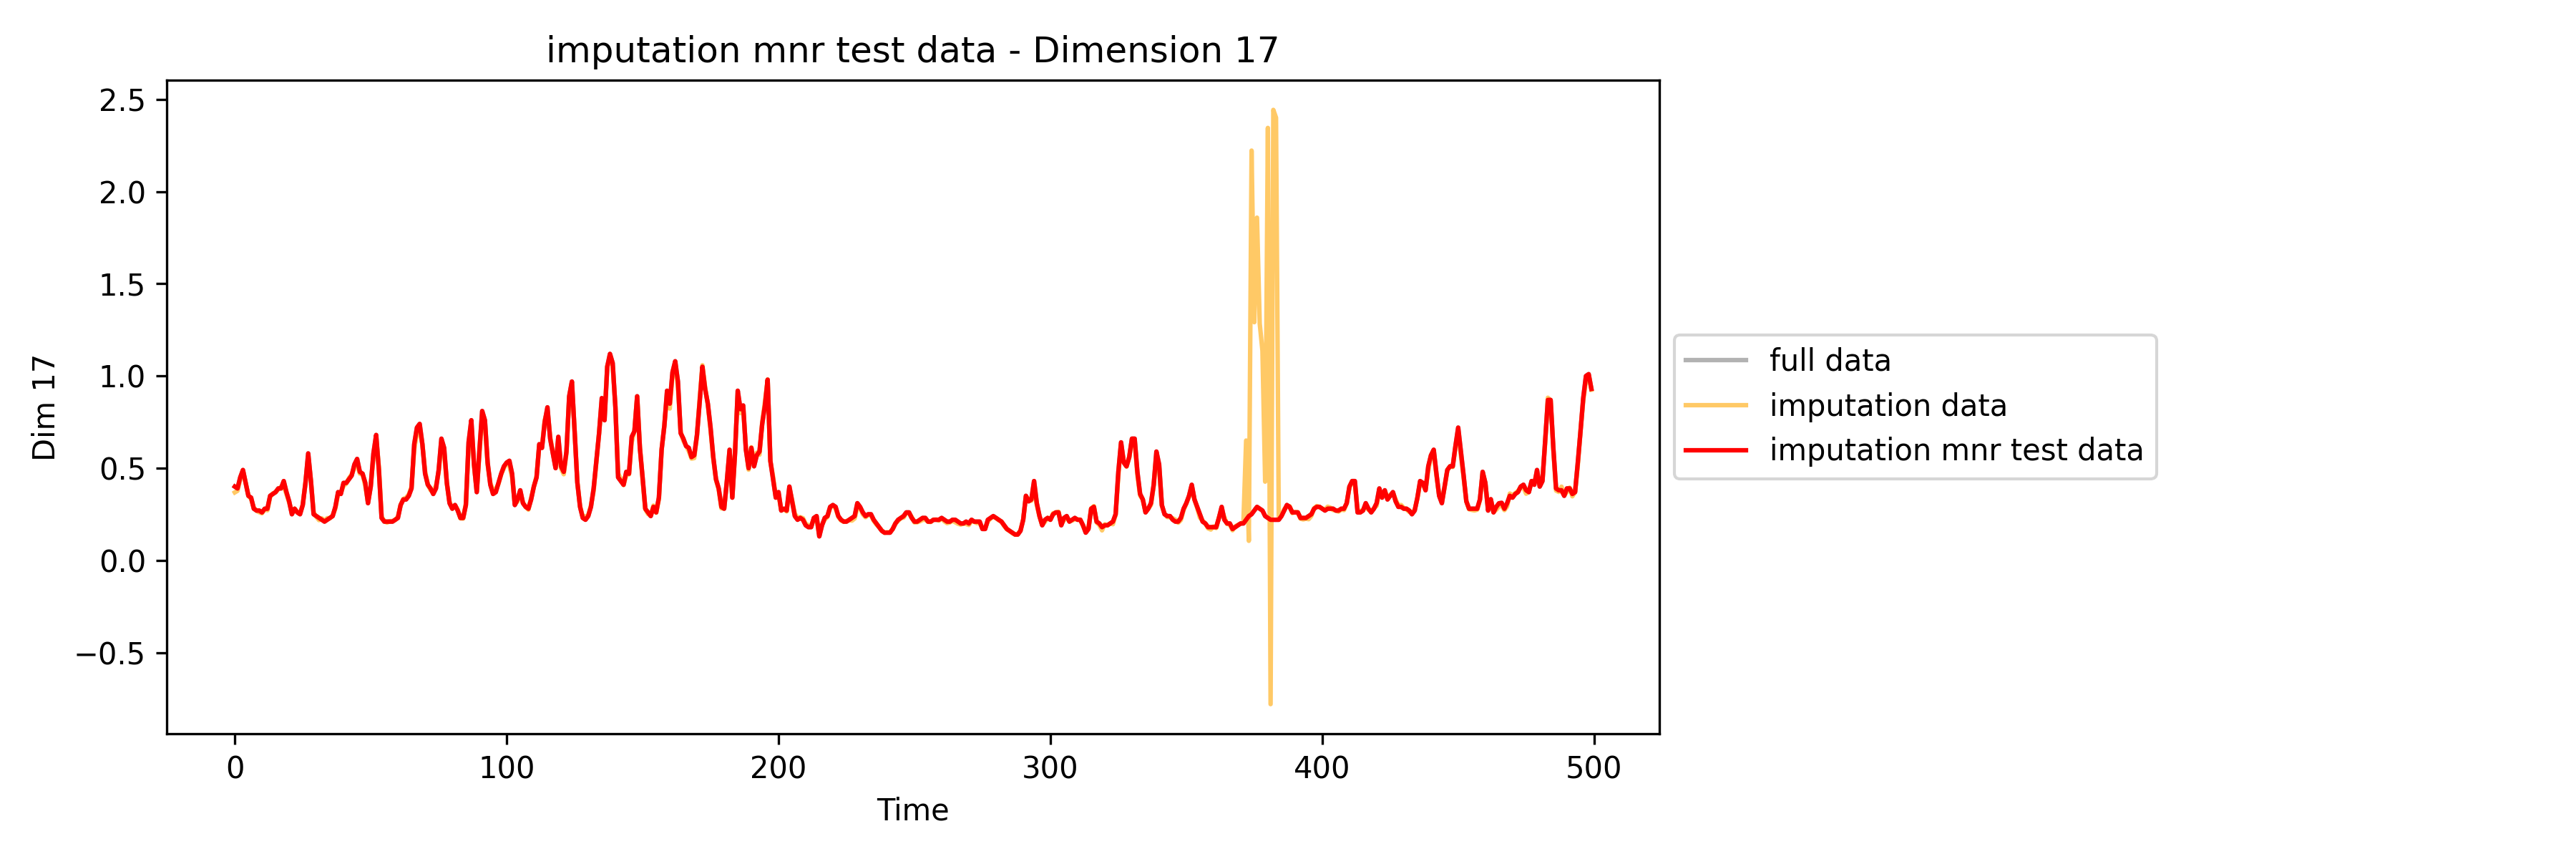 imputation mnr test data - Dimension 17
2.5
2.0
1.5
1.0
0.5
0.0
−0.5
Dim 17
0 100 200 300 400 500
Time
full data
imputation data
imputation mnr test data